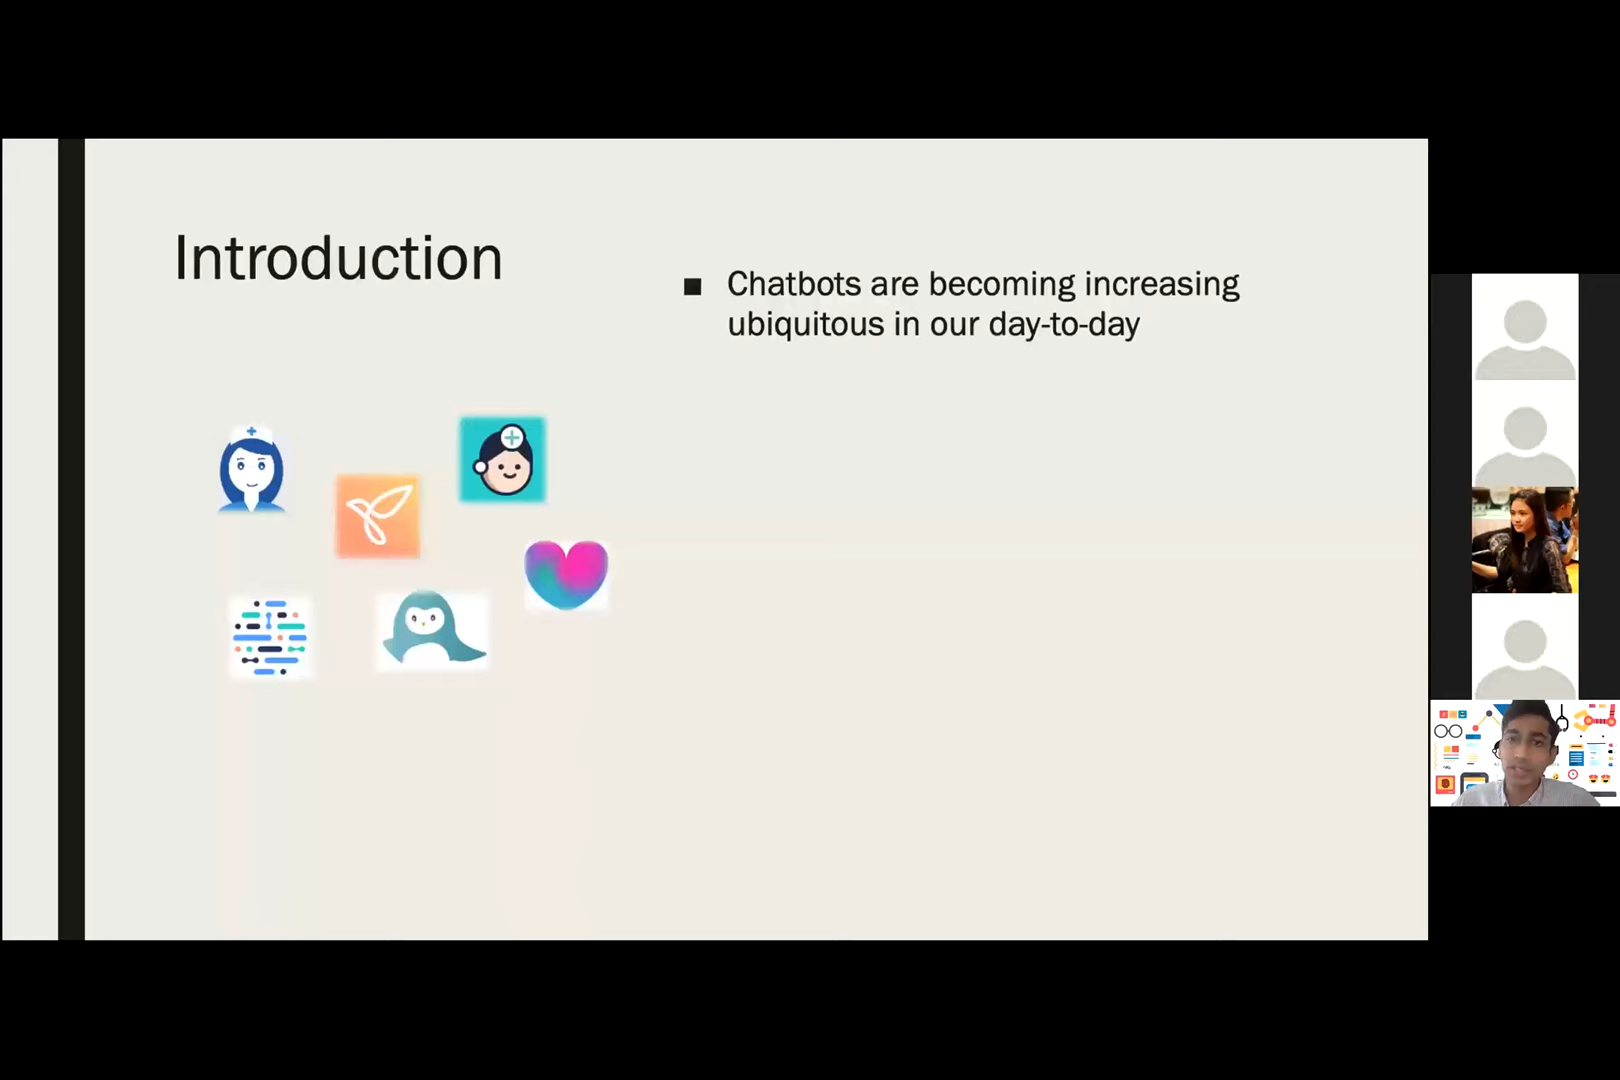 Introduction
Chatbots are becoming increasing
ubiquitous in our day-to-day